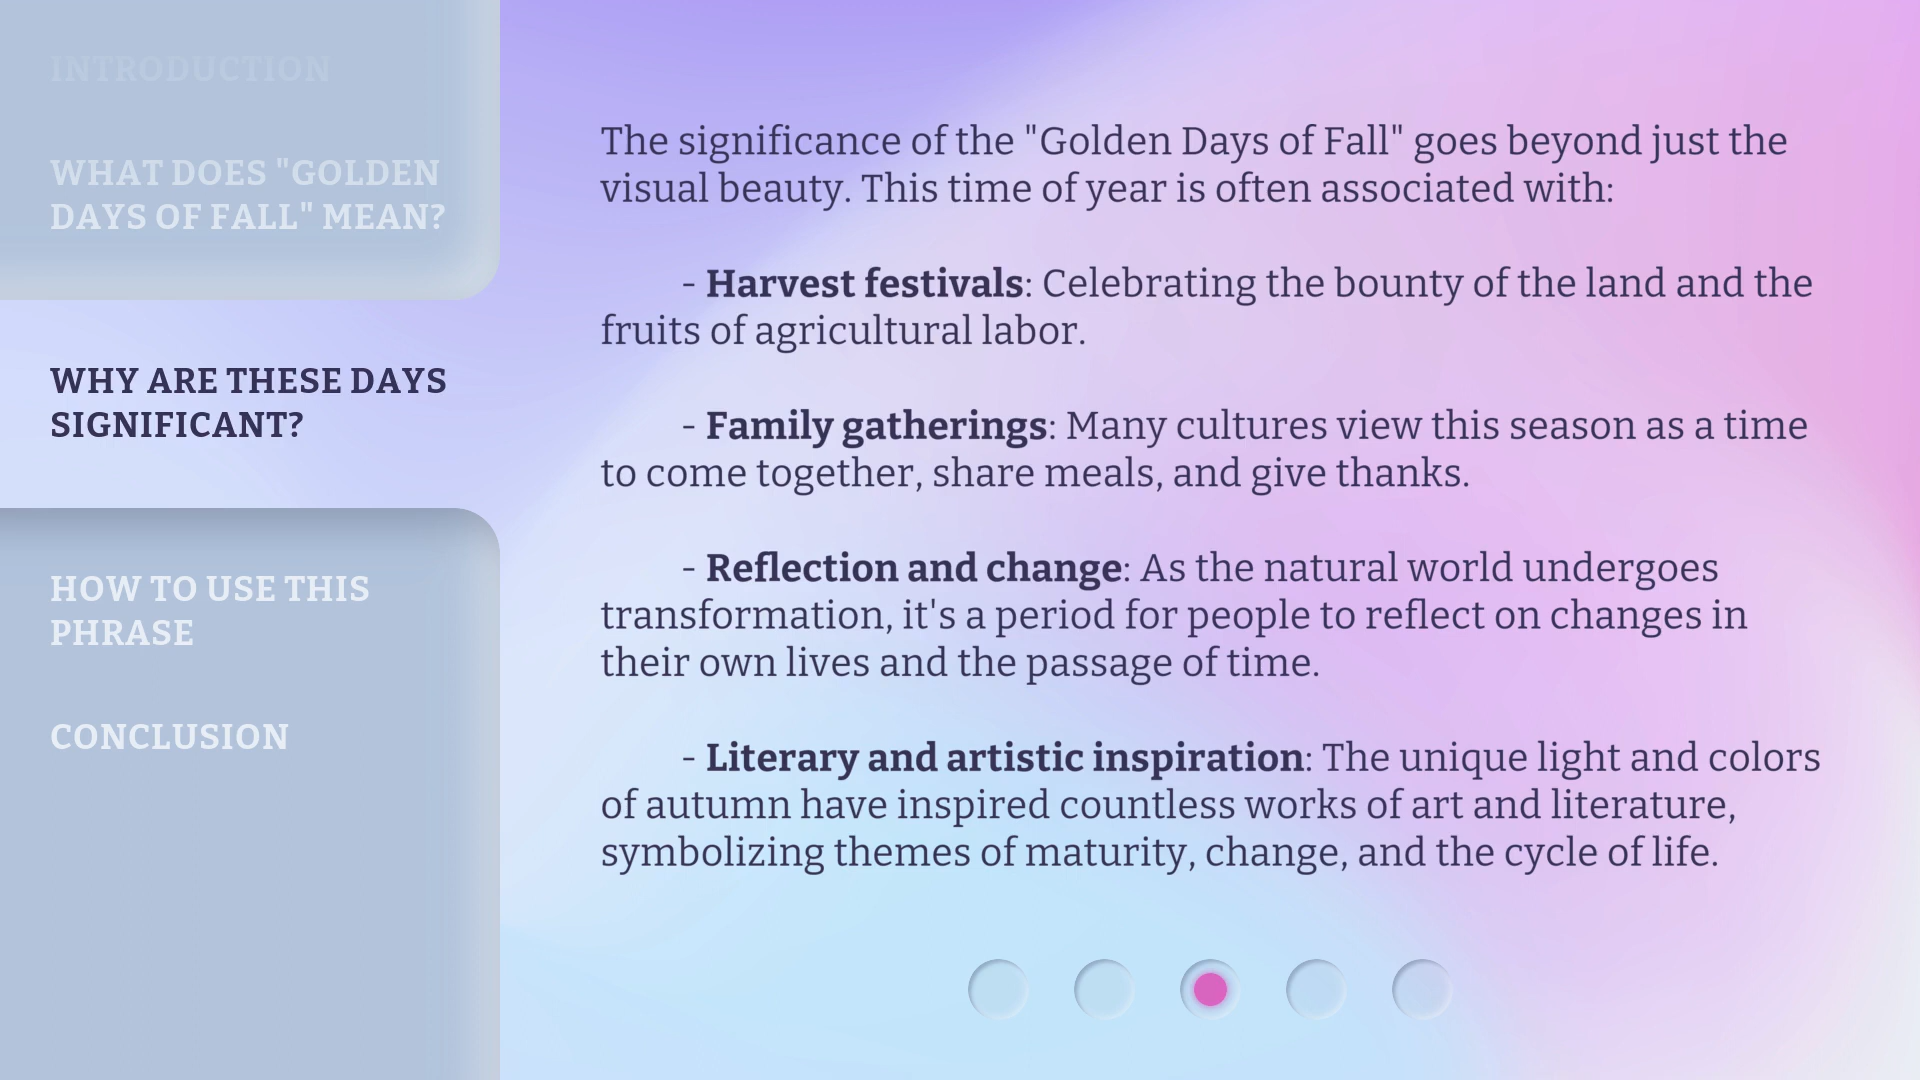 INTRODUCTION
WHAT DOES "GOLDEN
DAYS OF FALL" MEAN?
WHY ARE THESE DAYS
SIGNIFICANT?
HOW TO USE THIS
PHRASE
CONCLUSION
The significance of the "Golden Days of Fall" goes beyond just the
visual beauty. This time of year is often associated with:
- Harvest festivals: Celebrating the bounty of the land and the
fruits of agricultural labor.
- Family gatherings: Many cultures view this season as a time
to come together, share meals, and give thanks.
- Reflection and change: As the natural world undergoes
transformation, it's a period for people to reflect on changes in
their own lives and the passage of time.
- Literary and artistic inspiration: The unique light and colors
of autumn have inspired countless works of art and literature,
symbolizing themes of maturity, change, and the cycle of life.